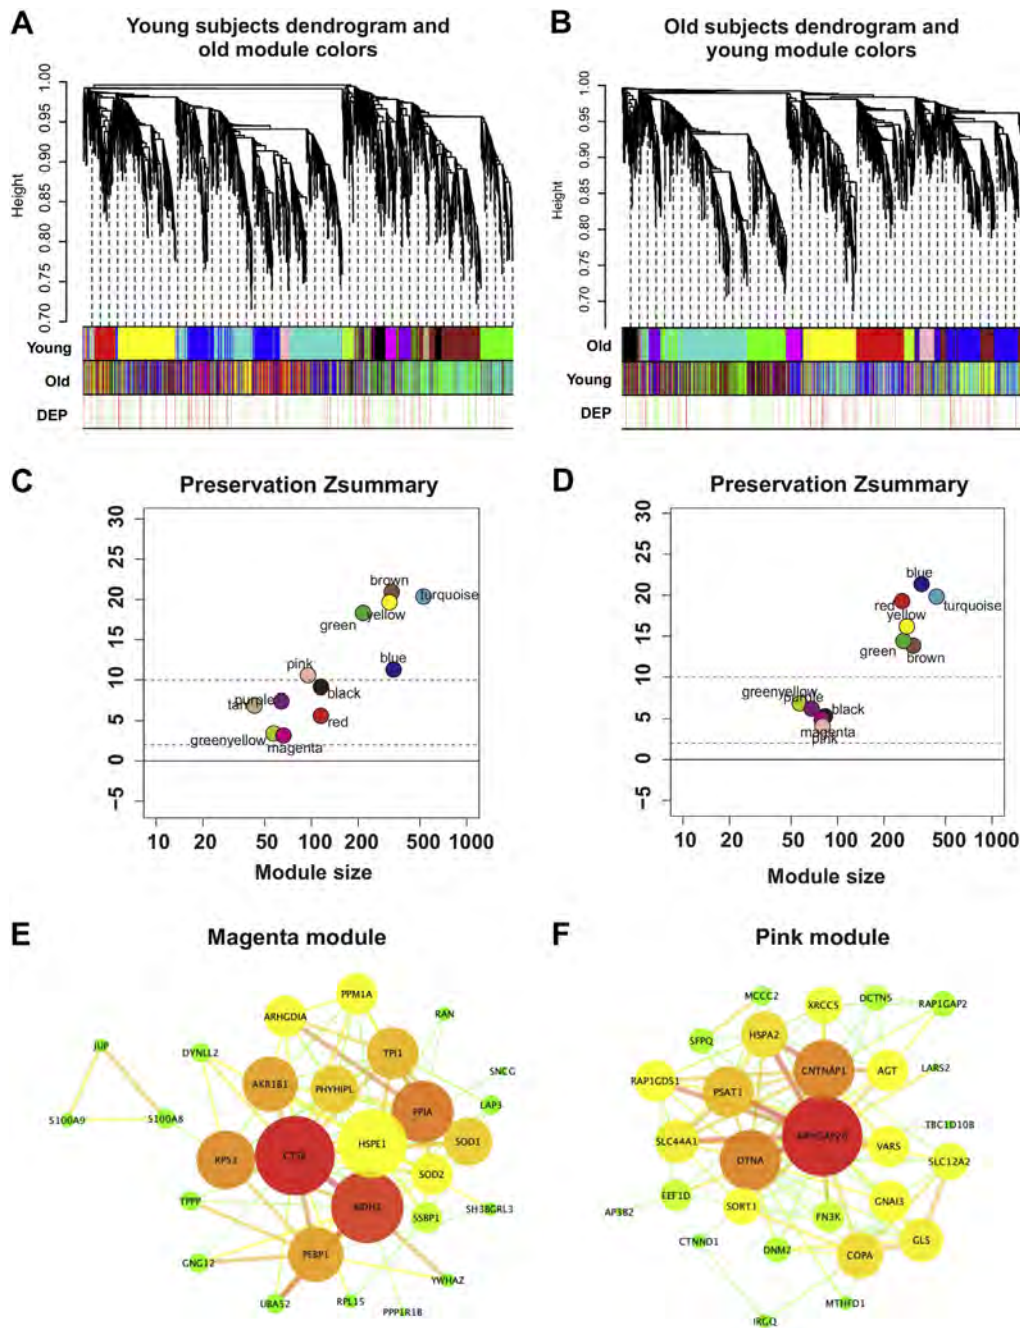 A
Young subjects dendrogram and
old module colors
Height
1.00
0.95
0.90
0.85
0.80
0.75
0.70
Young
Old
DEP
B
Old subjects dendrogram and
young module colors
Height
1.00
0.95
0.90
0.85
0.80
0.75
0.70
Old
Young
DEP
C
Preservation Zsummary
30
25
20
15
10
5
0
−5
brown
turquoise
yellow
green
blue
pink
black
purple
tan
red
greenyellow
magenta
10 20 50 100 200 500 1000
Module size
D
Preservation Zsummary
30
25
20
15
10
5
0
−5
blue
red
turquoise
yellow
green
brown
greenyellow
purple
black
magenta
pink
10 20 50 100 200 500 1000
Module size
E
Magenta module
PPM1A
ARHGDIA
RAN
JUP
DYNLL2
TPI1
SNCG
AKR1B1
PHYHIPL
LAP3
S100A9
S100A8
PPIA
HSPE1
SOD1
RPS3
SOD2
TPPP
SSBP1
SH3BGRL3
PEBP1
GNG12
YWHAZ
UBA52
RPL15
PPP1R1B
F
Pink module
MCCC2
XRCC5
DCTN5
RAP1GAP2
SFPQ
HSPA2
CNTNAP1
AGT
LARS2
RAP1GDS1
PSAT1
TBC1D10B
SLC44A1
VARS
DTNA
SLC12A2
EEF1D
SORT1
GNAI3
AP3B2
FN3K
CTNND1
DNM2
COPA
GLS
MTHFD1
IRGQ